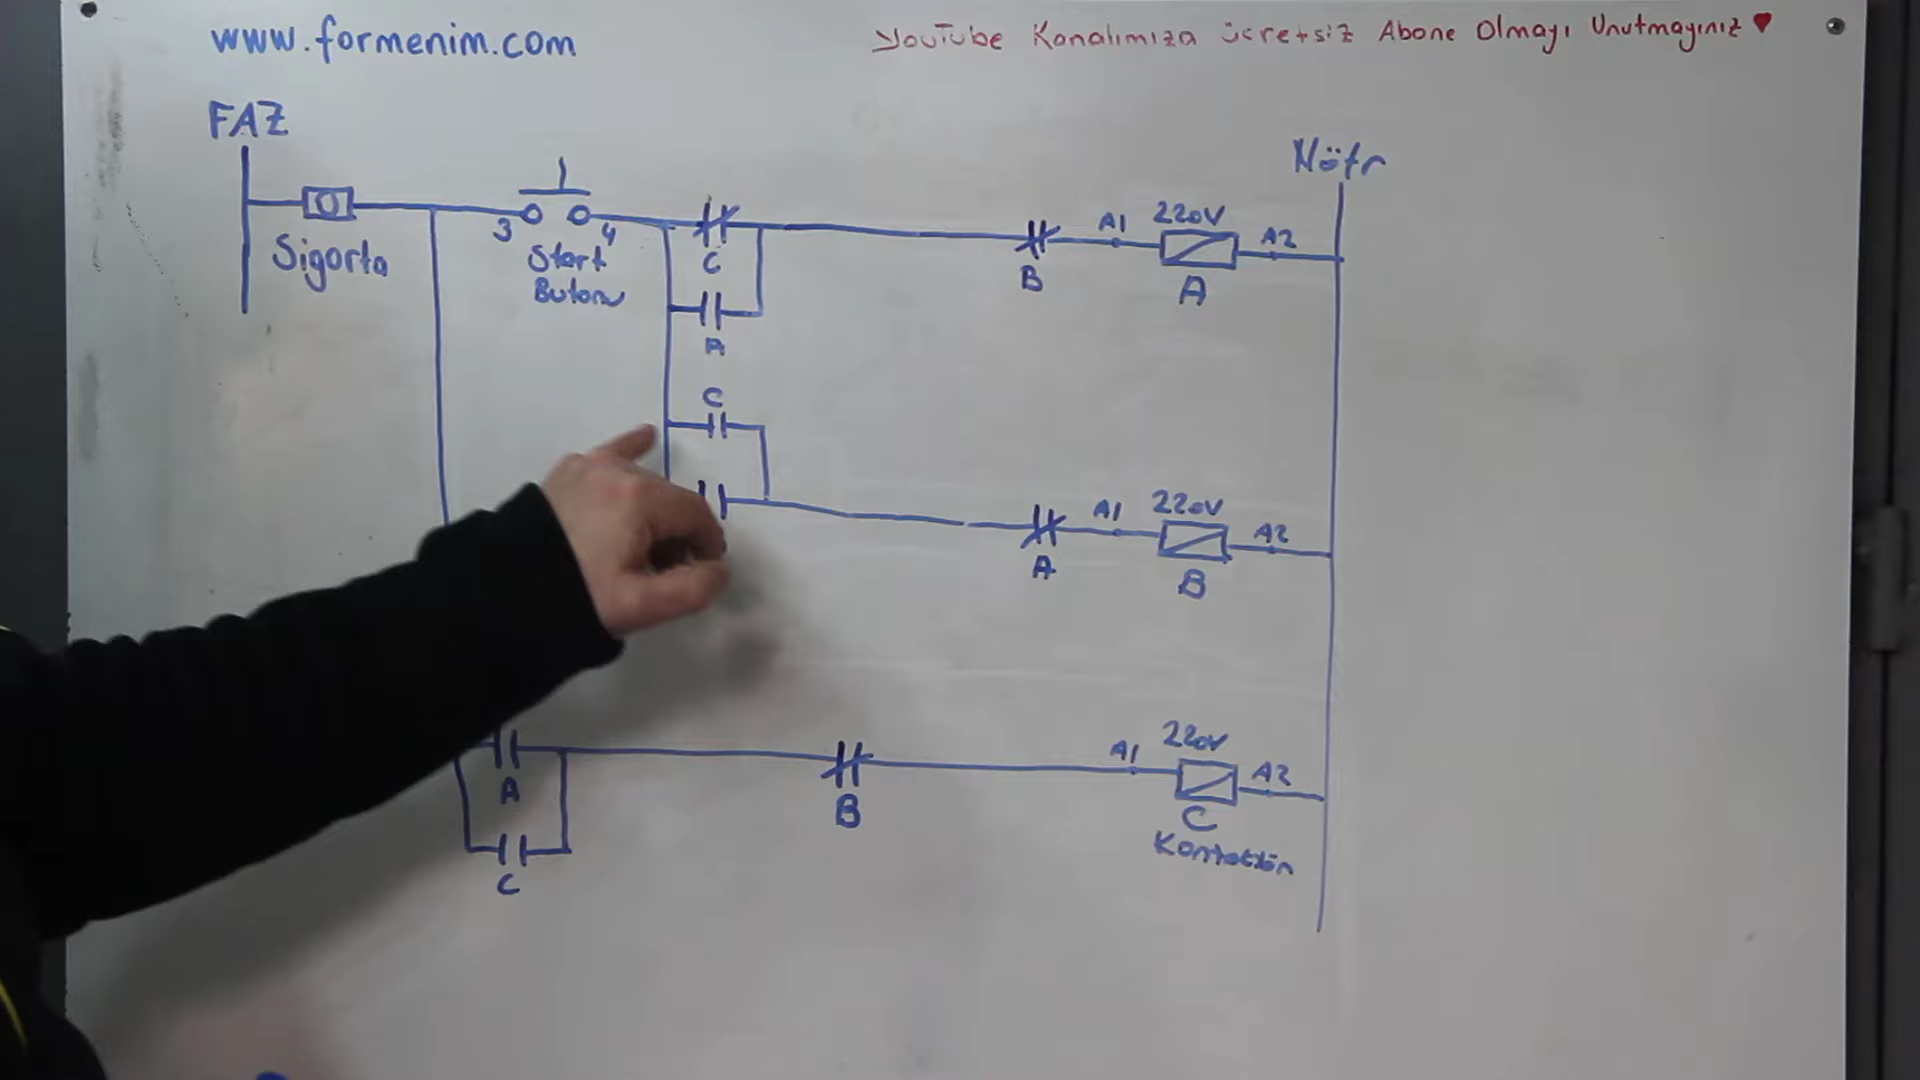 www.formenim.com
YouTube Kanalımıza ücretsiz Abone Olmayı Unutmayınız
FAZ
Nötr
3
4
Sigorta
Start
Buton
C
A
B
A1
220V
A2
A
C
A
A1
220V
A2
B
A
C
B
A1
220V
A2
C
Kontaktör